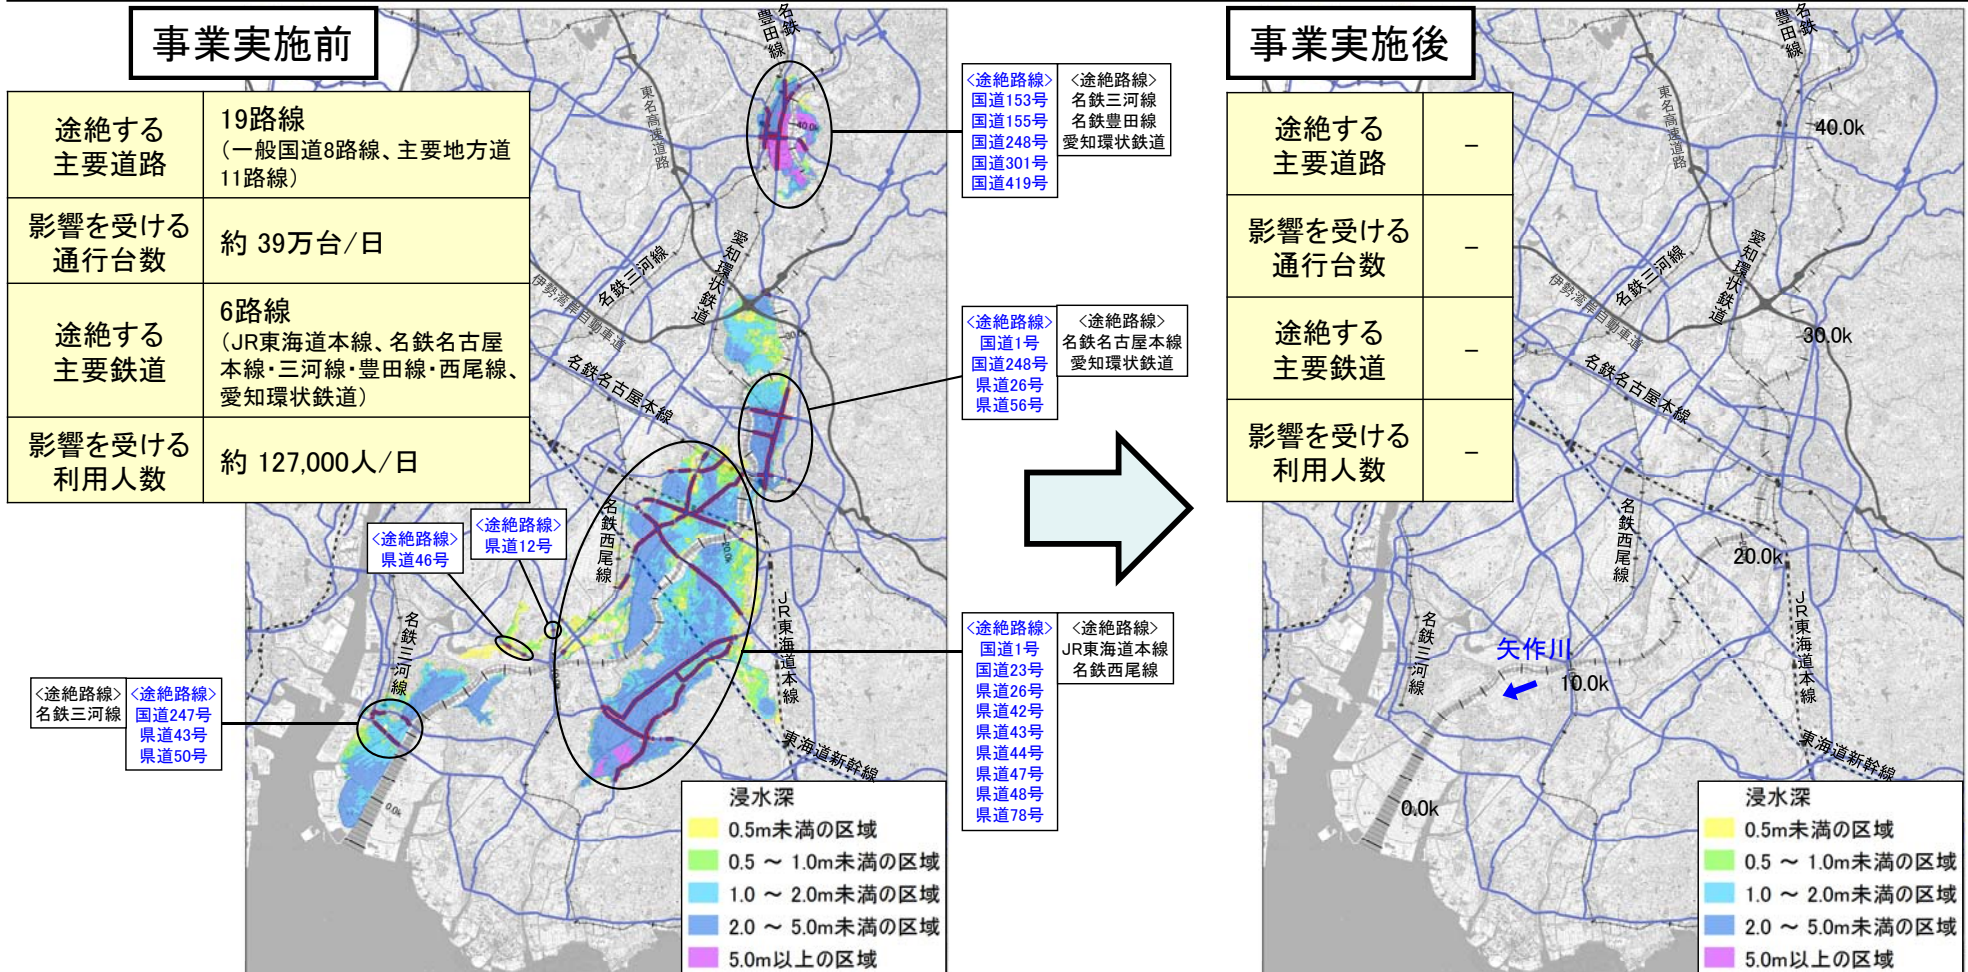 事業実施前
途絶する
主要道路
19路線
（一般国道8路線、主要地方道
11路線）
影響を受ける
通行台数
約 39万台/日
途絶する
主要鉄道
6路線
（JR東海道本線、名鉄名古屋
本線・三河線・豊田線・西尾線、
愛知環状鉄道）
影響を受ける
利用人数
約 127,000人/日
名鉄
豊田線
東名高速道路
40.0k
愛知環状鉄道
名鉄三河線
伊勢湾岸自動車道
30.0k
名鉄名古屋本線
名鉄西尾線
20.0k
JR東海道本線
名鉄三河線
10.0k
東海道新幹線
0.0k
<途絶路線>
国道153号
国道155号
国道248号
国道301号
国道419号
<途絶路線>
名鉄三河線
名鉄豊田線
愛知環状鉄道
<途絶路線>
国道1号
国道248号
県道26号
県道56号
<途絶路線>
名鉄名古屋本線
愛知環状鉄道
<途絶路線>
県道46号
<途絶路線>
県道12号
<途絶路線>
国道1号
国道23号
県道26号
県道42号
県道43号
県道44号
県道47号
県道48号
県道78号
<途絶路線>
JR東海道本線
名鉄西尾線
<途絶路線>
名鉄三河線
<途絶路線>
国道247号
県道43号
県道50号
浸水深
0.5m未満の区域
0.5 ～ 1.0m未満の区域
1.0 ～ 2.0m未満の区域
2.0 ～ 5.0m未満の区域
5.0m以上の区域
事業実施後
途絶する
主要道路
－
影響を受ける
通行台数
－
途絶する
主要鉄道
－
影響を受ける
利用人数
－
名鉄
豊田線
東名高速道路
40.0k
愛知環状鉄道
名鉄三河線
伊勢湾岸自動車道
30.0k
名鉄名古屋本線
名鉄西尾線
20.0k
JR東海道本線
名鉄三河線
矢作川
10.0k
東海道新幹線
0.0k
浸水深
0.5m未満の区域
0.5 ～ 1.0m未満の区域
1.0 ～ 2.0m未満の区域
2.0 ～ 5.0m未満の区域
5.0m以上の区域